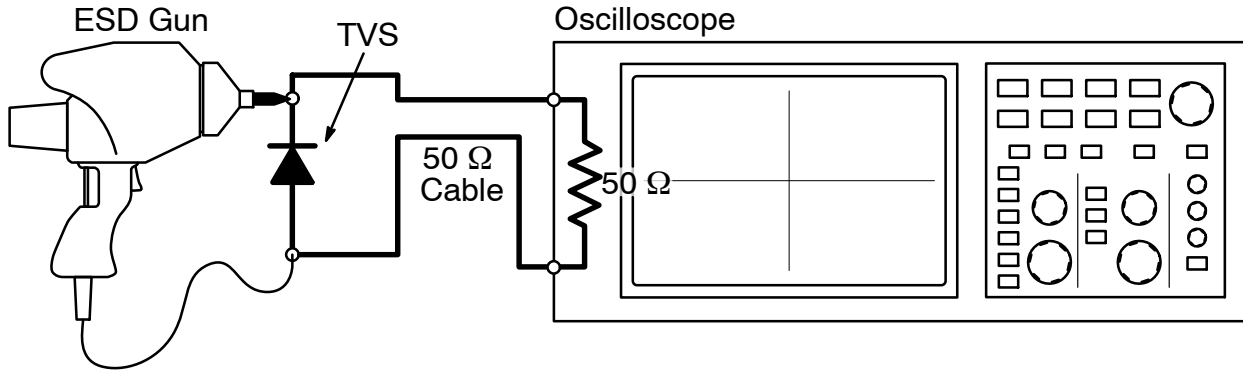 ESD Gun
TVS
Oscilloscope
50 Ω
Cable
50 Ω